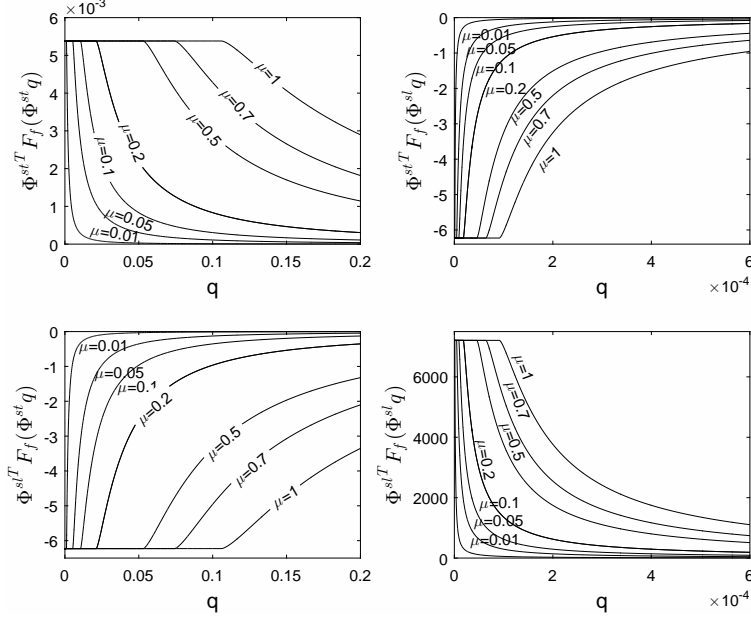 ×10⁻³
6
5
4
3
2
1
0
Φ^{st^T} F_f(Φ^{st}q)
μ=1
μ=0.7
μ=0.5
μ=0.2
μ=0.1
μ=0.05
μ=0.01
0 0.05 0.1 0.15 0.2
q
0
-1
-2
-3
-4
-5
-6
Φ^{st^T} F_f(Φ^{sl}q)
μ=0.01
μ=0.05
μ=0.1
μ=0.2
μ=0.5
μ=0.7
μ=1
0 2 4 6
q
×10⁻⁴
0
-1
-2
-3
-4
-5
-6
Φ^{sl^T} F_f(Φ^{st}q)
μ=0.01
μ=0.05
μ=0.1
μ=0.2
μ=0.5
μ=0.7
μ=1
0 0.05 0.1 0.15 0.2
q
6000
4000
2000
0
Φ^{sl^T} F_f(Φ^{sl}q)
μ=1
μ=0.7
μ=0.5
μ=0.2
μ=0.1
μ=0.05
μ=0.01
0 2 4 6
q
×10⁻⁴